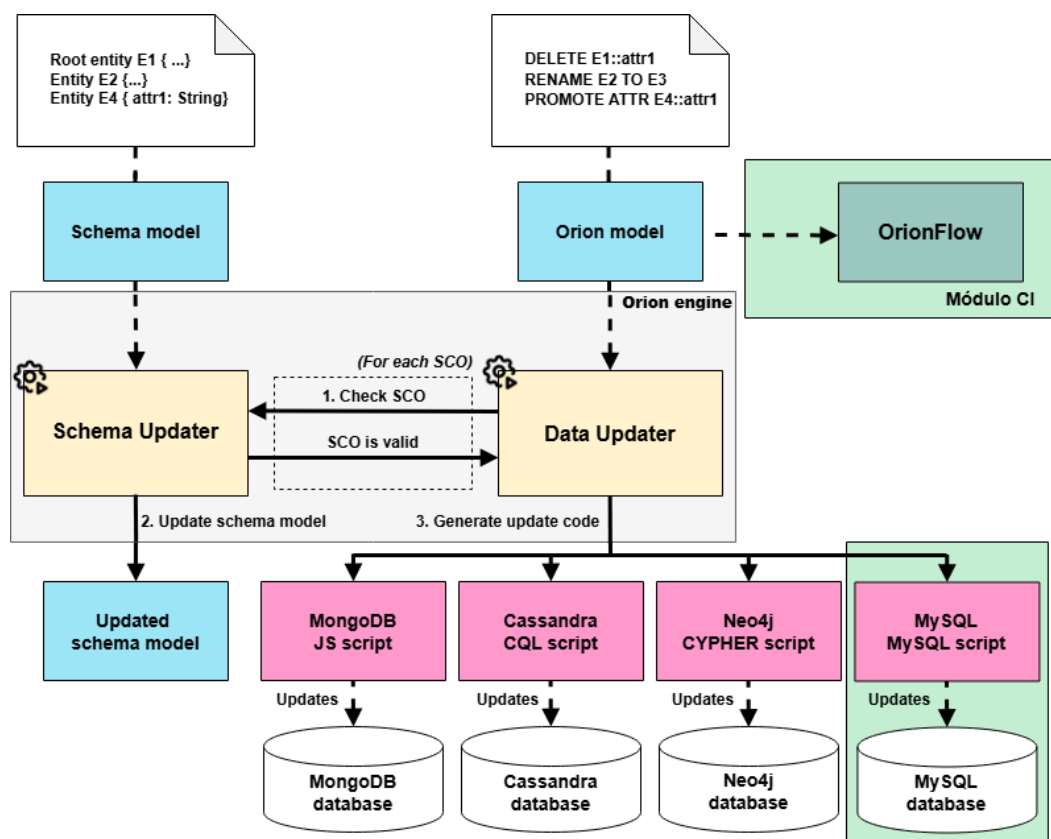 Root entity E1 { ...}
Entity E2 {...}
Entity E4 { attr1: String}
DELETE E1::attr1
RENAME E2 TO E3
PROMOTE ATTR E4::attr1
Schema model
Orion model
OrionFlow
Módulo CI
Orion engine
(For each SCO)
1. Check SCO
Schema Updater
Data Updater
SCO is valid
2. Update schema model
3. Generate update code
Updated
schema model
MongoDB
JS script
Cassandra
CQL script
Neo4j
CYPHER script
MySQL
MySQL script
Updates
Updates
Updates
Updates
MongoDB
database
Cassandra
database
Neo4j
database
MySQL
database